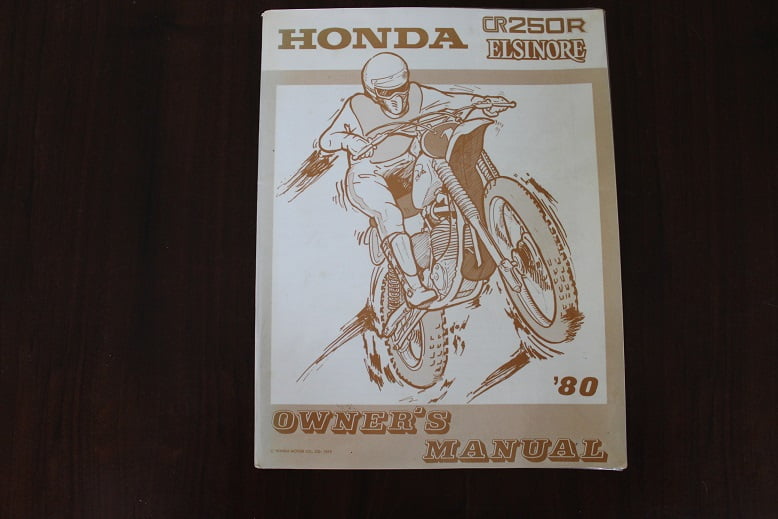 HONDA
CR250R
ELSINORE
'80
OWNER'S
MANUAL